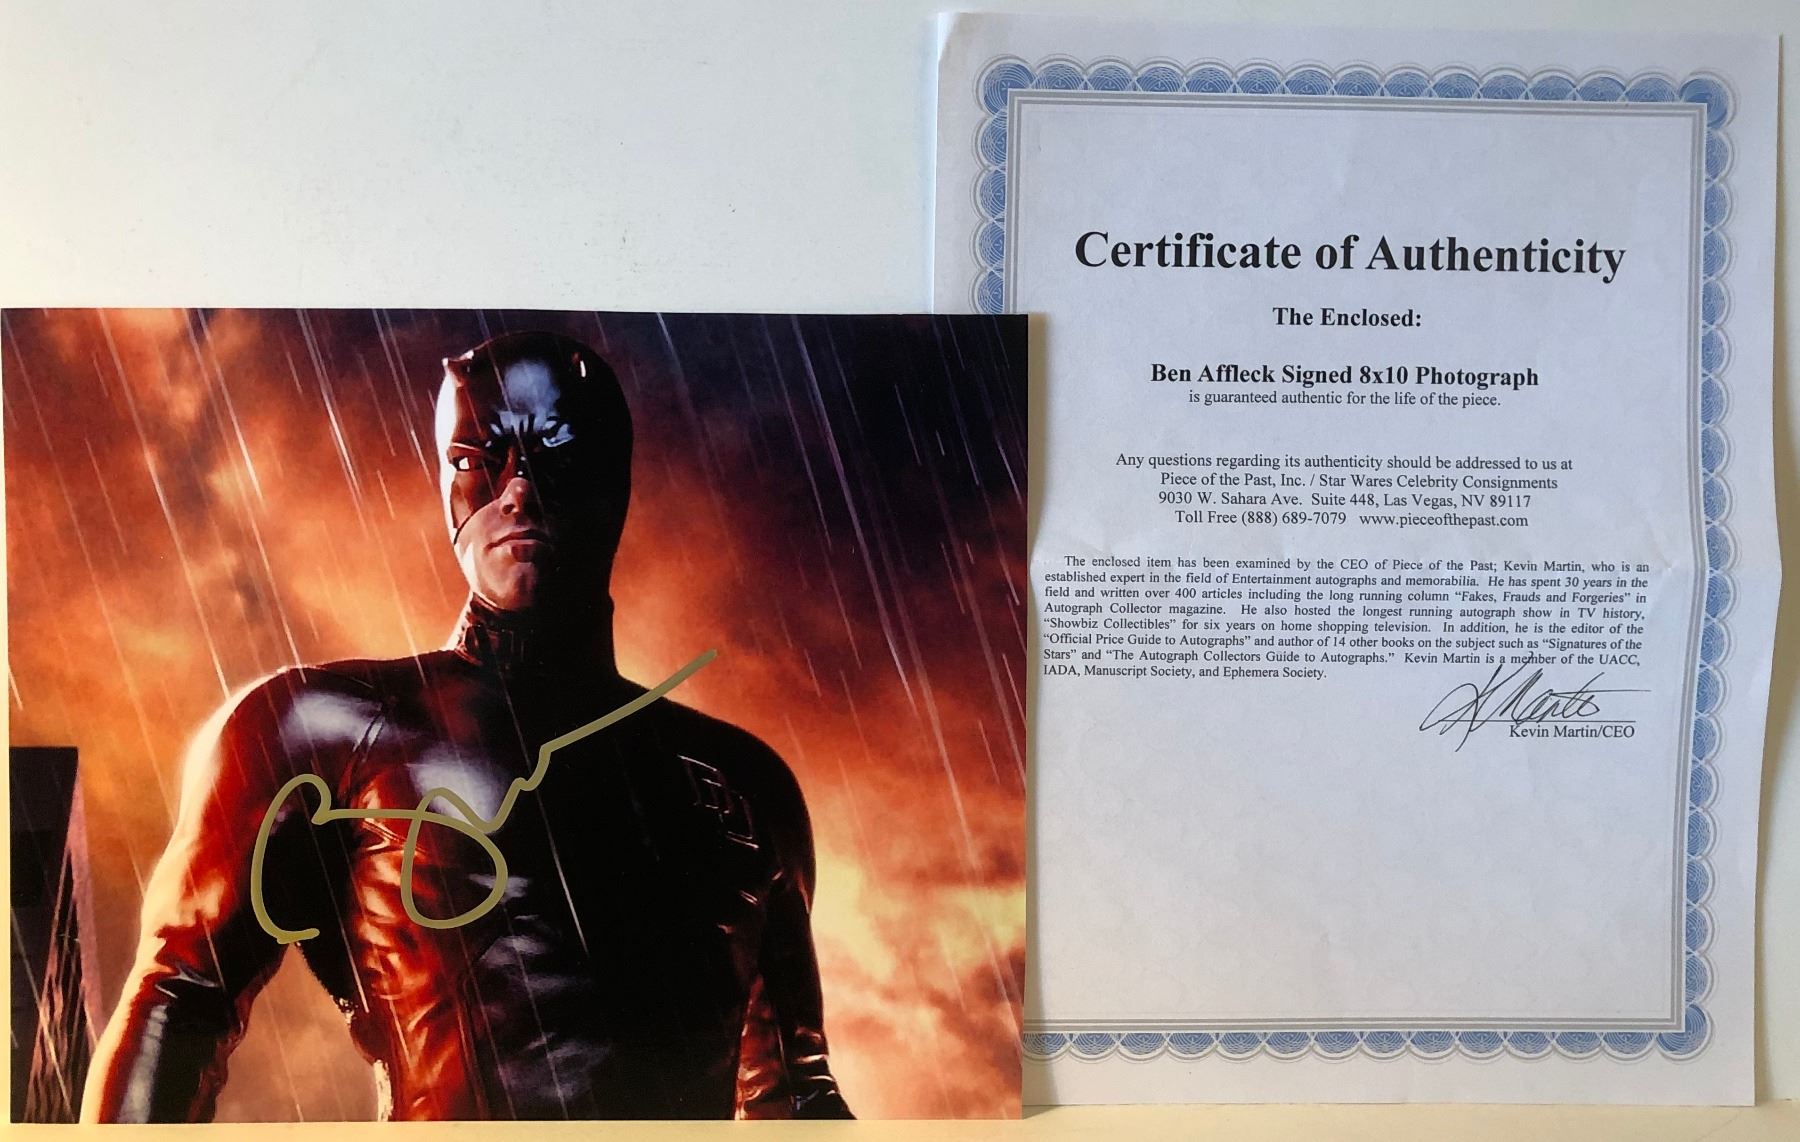 Certificate of Authenticity
The Enclosed:
Ben Affleck Signed 8x10 Photograph
is guaranteed authentic for the life of the piece.
Any questions regarding its authenticity should be addressed to us at
Piece of the Past, Inc. / Star Wares Celebrity Consignments
9030 W. Sahara Ave. Suite 448, Las Vegas, NV 89117
Toll Free (888) 689-7079 www.pieceofthepast.com
The enclosed item has been examined by the CEO of Piece of the Past; Kevin Martin, who is an
established expert in the field of Entertainment autographs and memorabilia. He has spent 30 years in the
field and written over 400 articles including the long running column “Fakes, Frauds and Forgeries” in
Autograph Collector magazine. He also hosted the longest running autograph show in TV history,
“Showbiz Collectibles” for six years on home shopping television. In addition, he is the editor of the
“Official Price Guide to Autographs” and author of 14 other books on the subject such as “Signatures of the
Stars” and “The Autograph Collectors Guide to Autographs.” Kevin Martin is a member of the UACC,
IADA, Manuscript Society, and Ephemera Society.
Kevin Martin/CEO